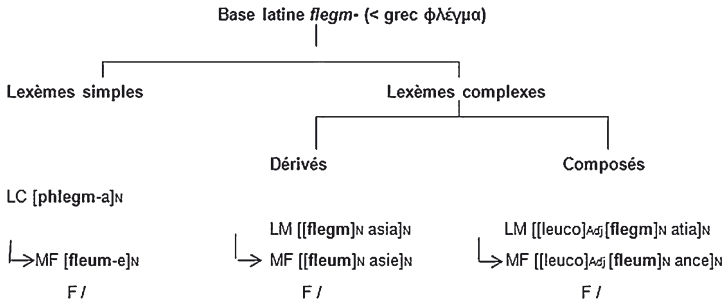 Base latine flegm- (< grec φλέγμα)
Lexèmes simples
Lexèmes complexes
Dérivés
Composés
LC [phlegm-a]N
LM [[flegm]N asia]N
LM [[leuco]Adj [flegm]N atia]N
MF [fleum-e]N
MF [[fleum]N asie]N
MF [[leuco]Adj [fleum]N ance]N
F /
F /
F /